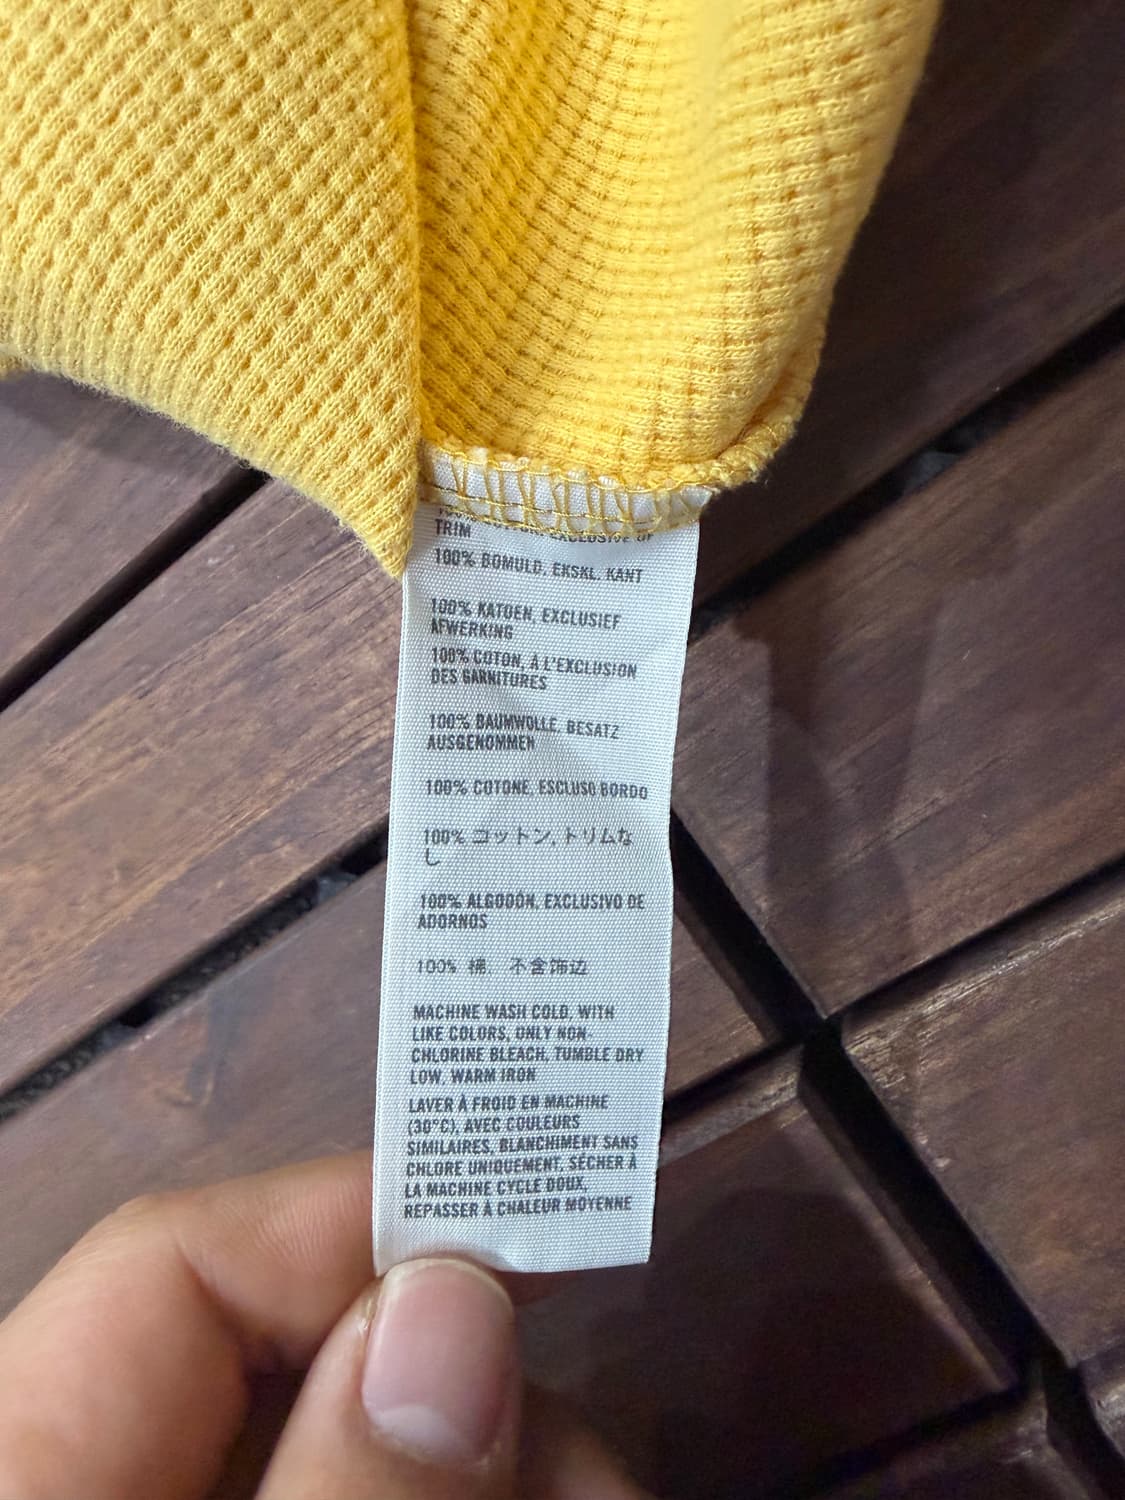 100% COTTON, EXCLUSIVE OF
TRIM
100% BOMULD. EKSKL. KANT
100% KATOEN, EXCLUSIEF
AFWERKING
100% COTON, À L'EXCLUSION
DES GARNITURES
100% BAUMWOLLE, BESATZ
AUSGENOMMEN
100% COTONE, ESCLUSO BORDO
100% コットン, トリムな
し
100% ALGODÓN, EXCLUSIVO DE
ADORNOS
100% 棉, 不含饰边
MACHINE WASH COLD, WITH
LIKE COLORS, ONLY NON-
CHLORINE BLEACH, TUMBLE DRY
LOW, WARM IRON
LAVER À FROID EN MACHINE
(30°C), AVEC COULEURS
SIMILAIRES, BLANCHIMENT SANS
CHLORE UNIQUEMENT, SÉCHER À
LA MACHINE CYCLE DOUX,
REPASSER À CHALEUR MOYENNE